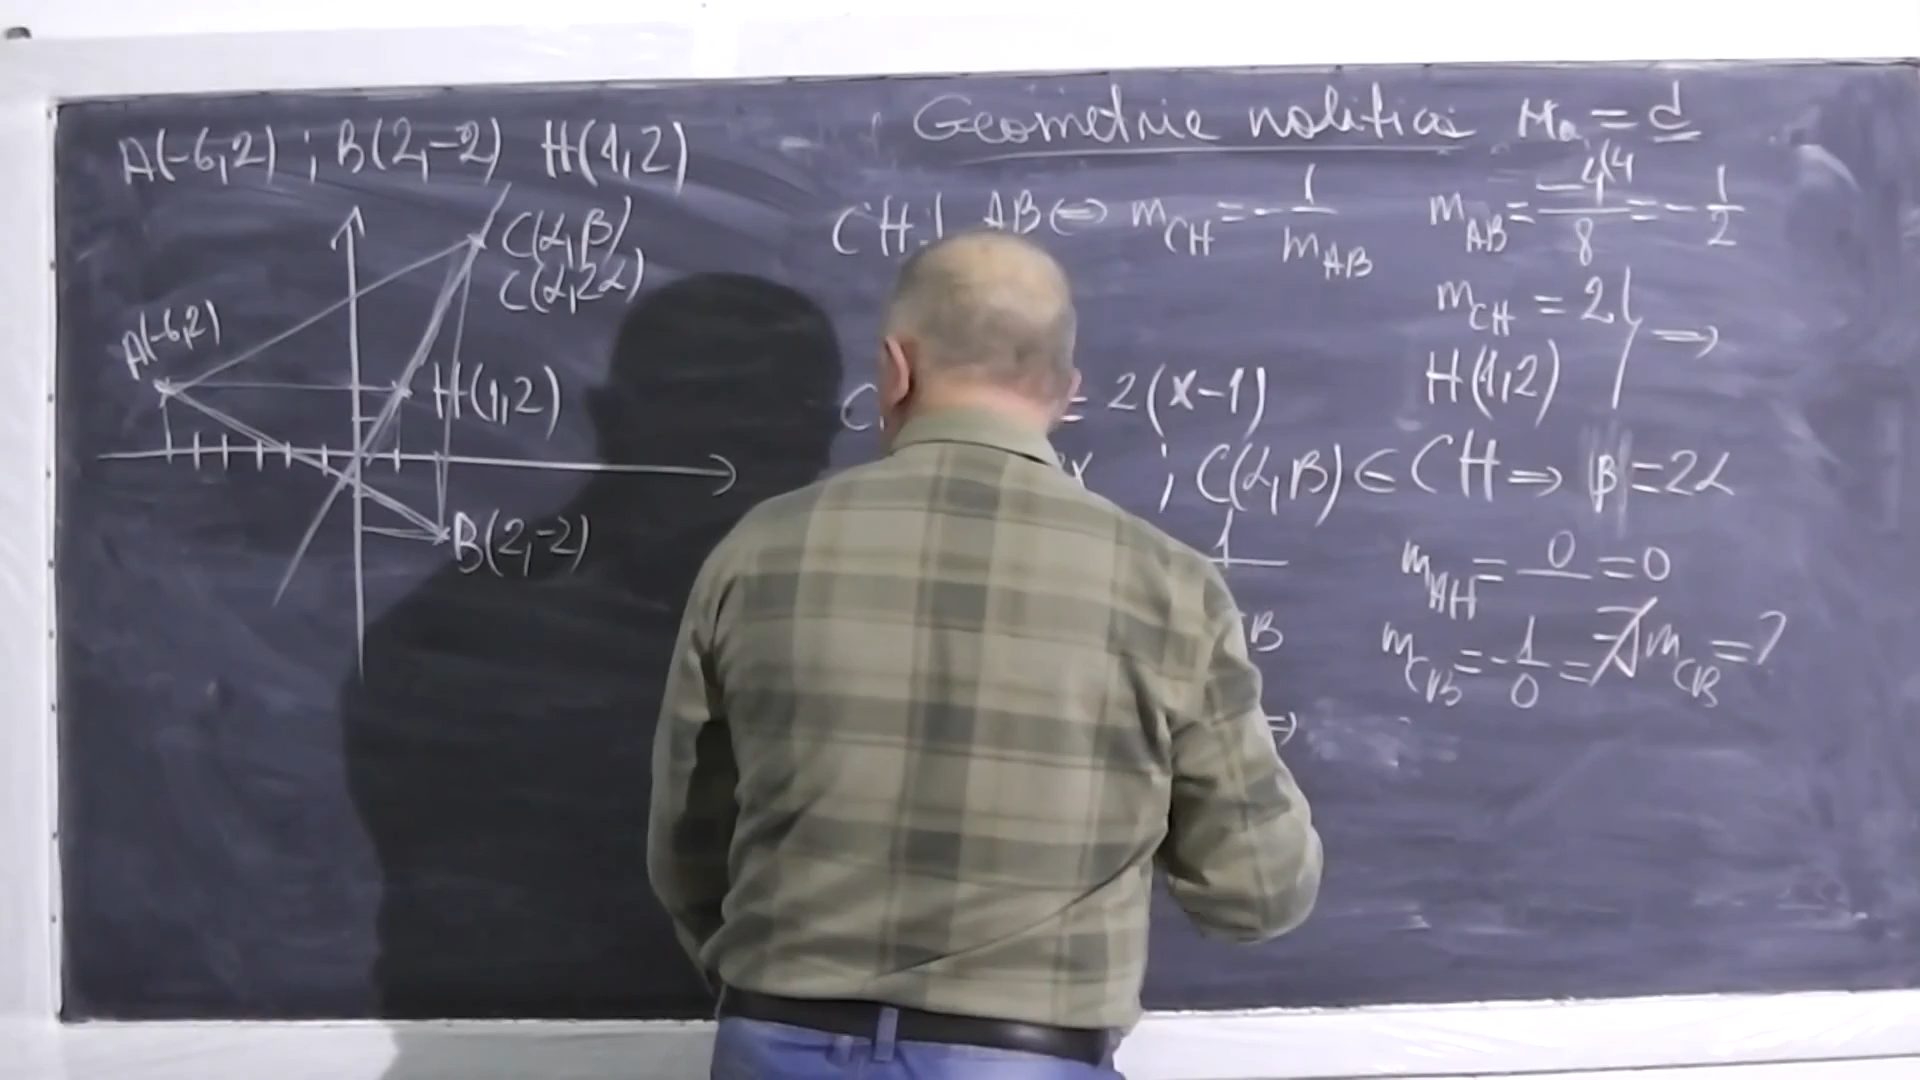 A(-6,2) ; B(2,-2) H(1,2)
C(α,β)
C(α,2α)
A(-6,2)
H(1,2)
B(2,-2)
Geometrie
CH ⊥ AB ⇔ m_CH = -1/m_AB
m_AB = -4/8 = -1/2
m_CH = 2
H(1,2) ⇒
= 2(x-1)
x ; C(α,β) ∈ CH ⇒ β = 2α
1
B
⇒
m_AH = 0/ = 0
m_CB = -1/0 = ∄ m_CB = ?